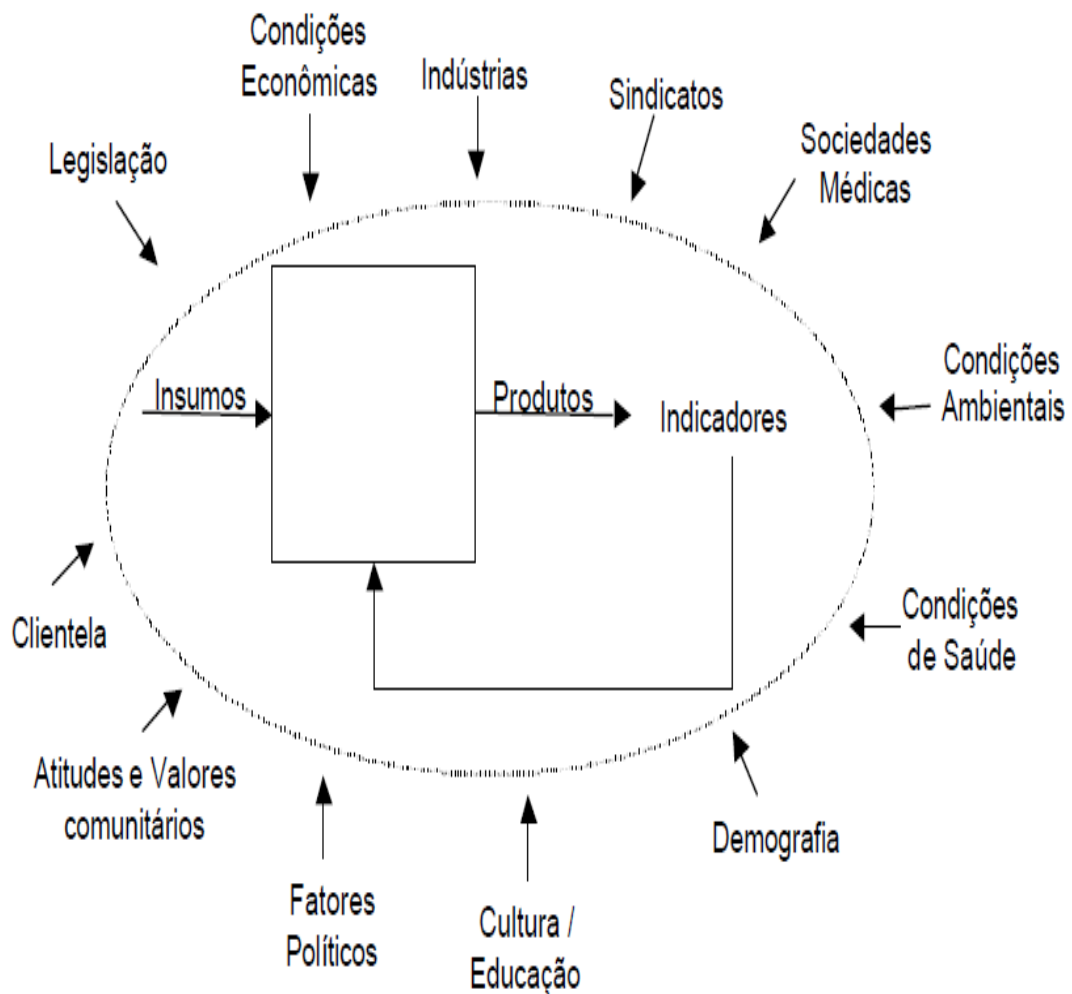 Condições
Econômicas
Indústrias
Sindicatos
Sociedades
Médicas
Legislação
Insumos
Produtos
Indicadores
Condições
Ambientais
Clientela
Condições
de Saúde
Atitudes e Valores
comunitários
Demografia
Fatores
Políticos
Cultura /
Educação